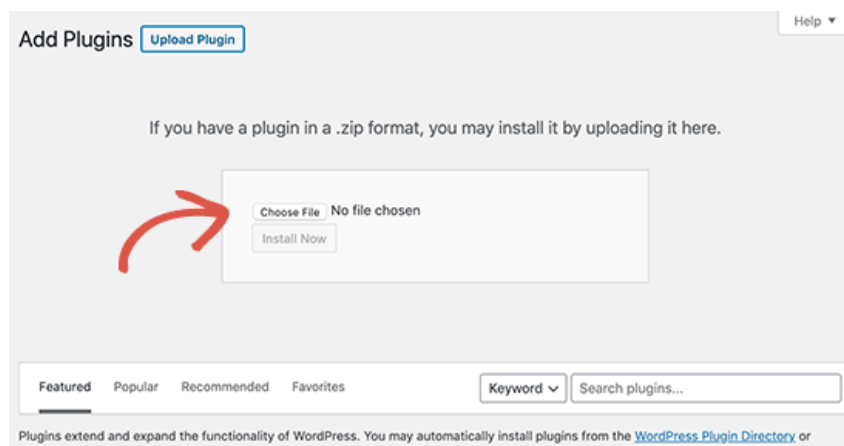 Help ▼
Add Plugins Upload Plugin
If you have a plugin in a .zip format, you may install it by uploading it here.
Choose File No file chosen
Install Now
Featured Popular Recommended Favorites Keyword Search plugins...
Plugins extend and expand the functionality of WordPress. You may automatically install plugins from the WordPress Plugin Directory or